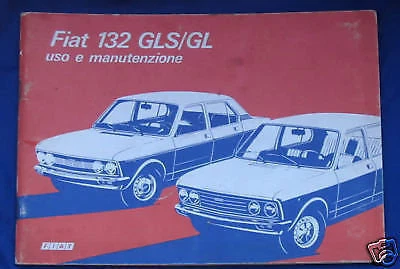 Fiat 132 GLS/GL
uso e manutenzione
FIAT